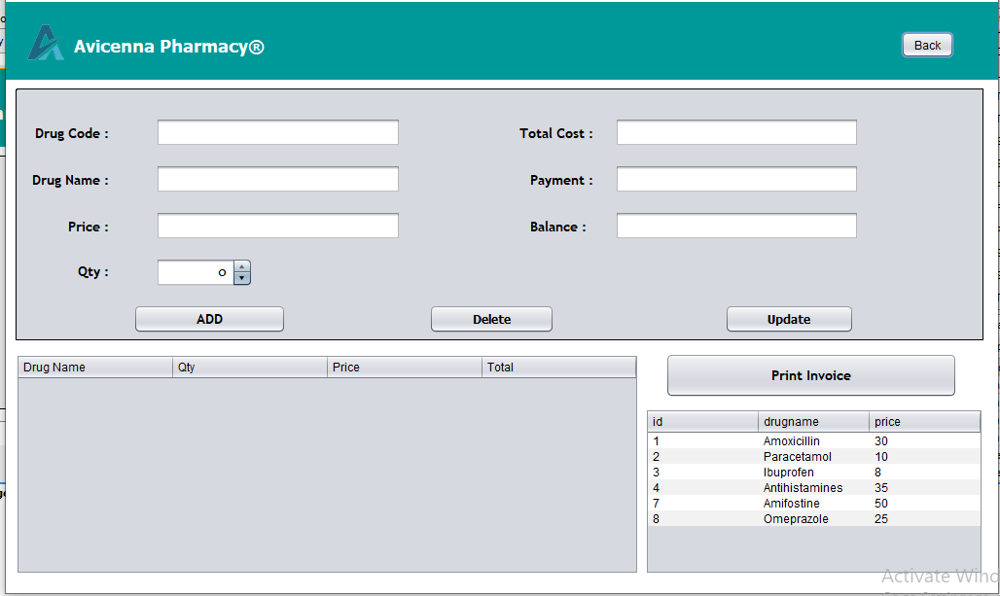 Avicenna Pharmacy®
Back
Drug Code :
Total Cost :
Drug Name :
Payment :
Price :
Balance :
Qty :
0
ADD
Delete
Update
Drug Name Qty Price Total
Print Invoice
id drugname price
1 Amoxicillin 30
2 Paracetamol 10
3 Ibuprofen 8
4 Antihistamines 35
7 Amifostine 50
8 Omeprazole 25
Activate Wind